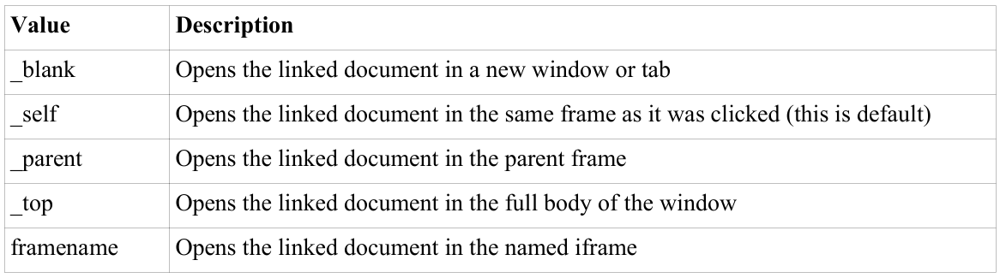 Value Description
_blank Opens the linked document in a new window or tab
_self Opens the linked document in the same frame as it was clicked (this is default)
_parent Opens the linked document in the parent frame
_top Opens the linked document in the full body of the window
framename Opens the linked document in the named iframe